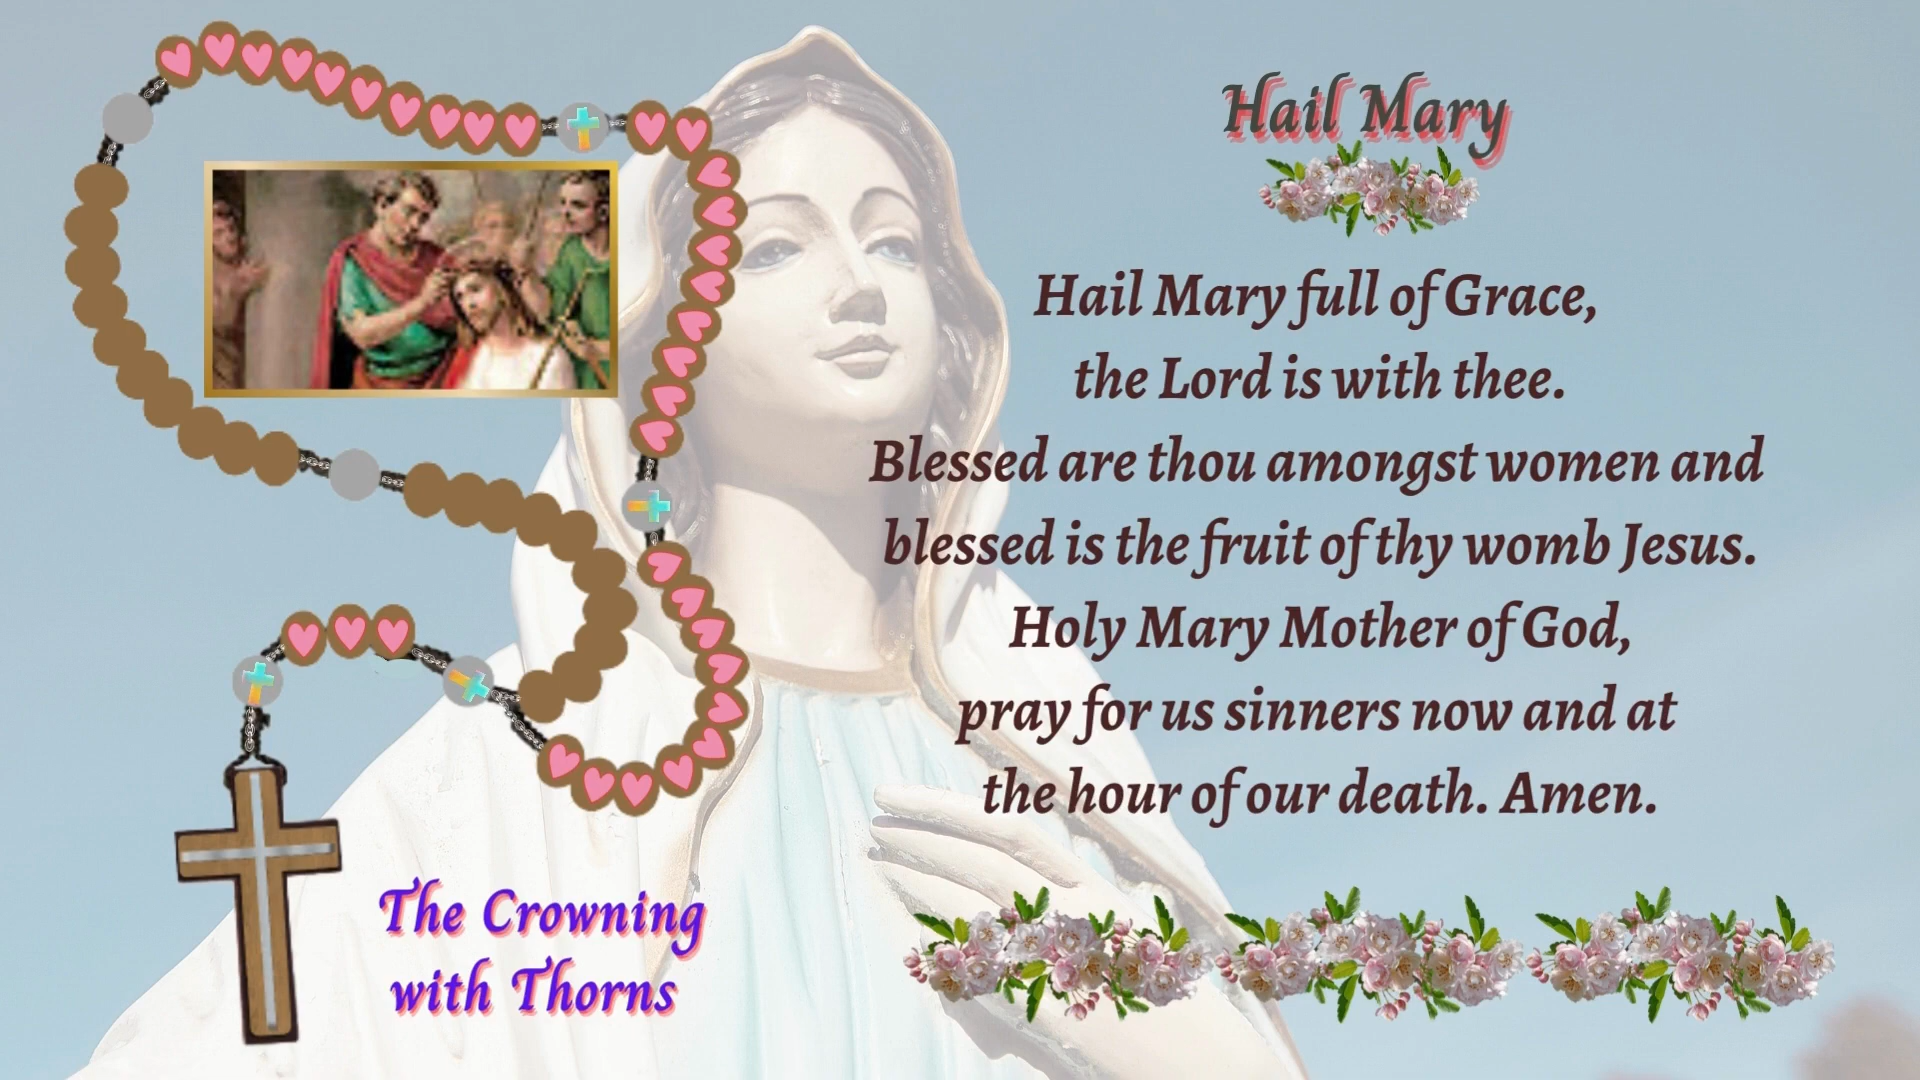 Hail Mary
Hail Mary full of Grace,
the Lord is with thee.
Blessed are thou amongst women and
blessed is the fruit of thy womb Jesus.
Holy Mary Mother of God,
pray for us sinners now and at
the hour of our death. Amen.
The Crowning
with Thorns